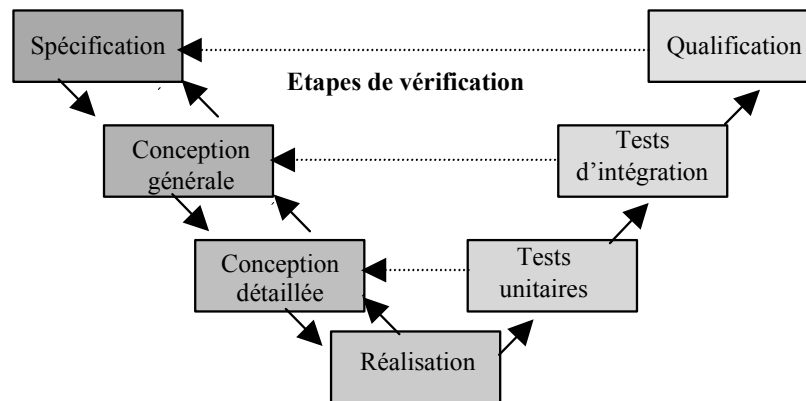 Spécification
Qualification
Etapes de vérification
Conception
générale
Tests
d'intégration
Conception
détaillée
Tests
unitaires
Réalisation